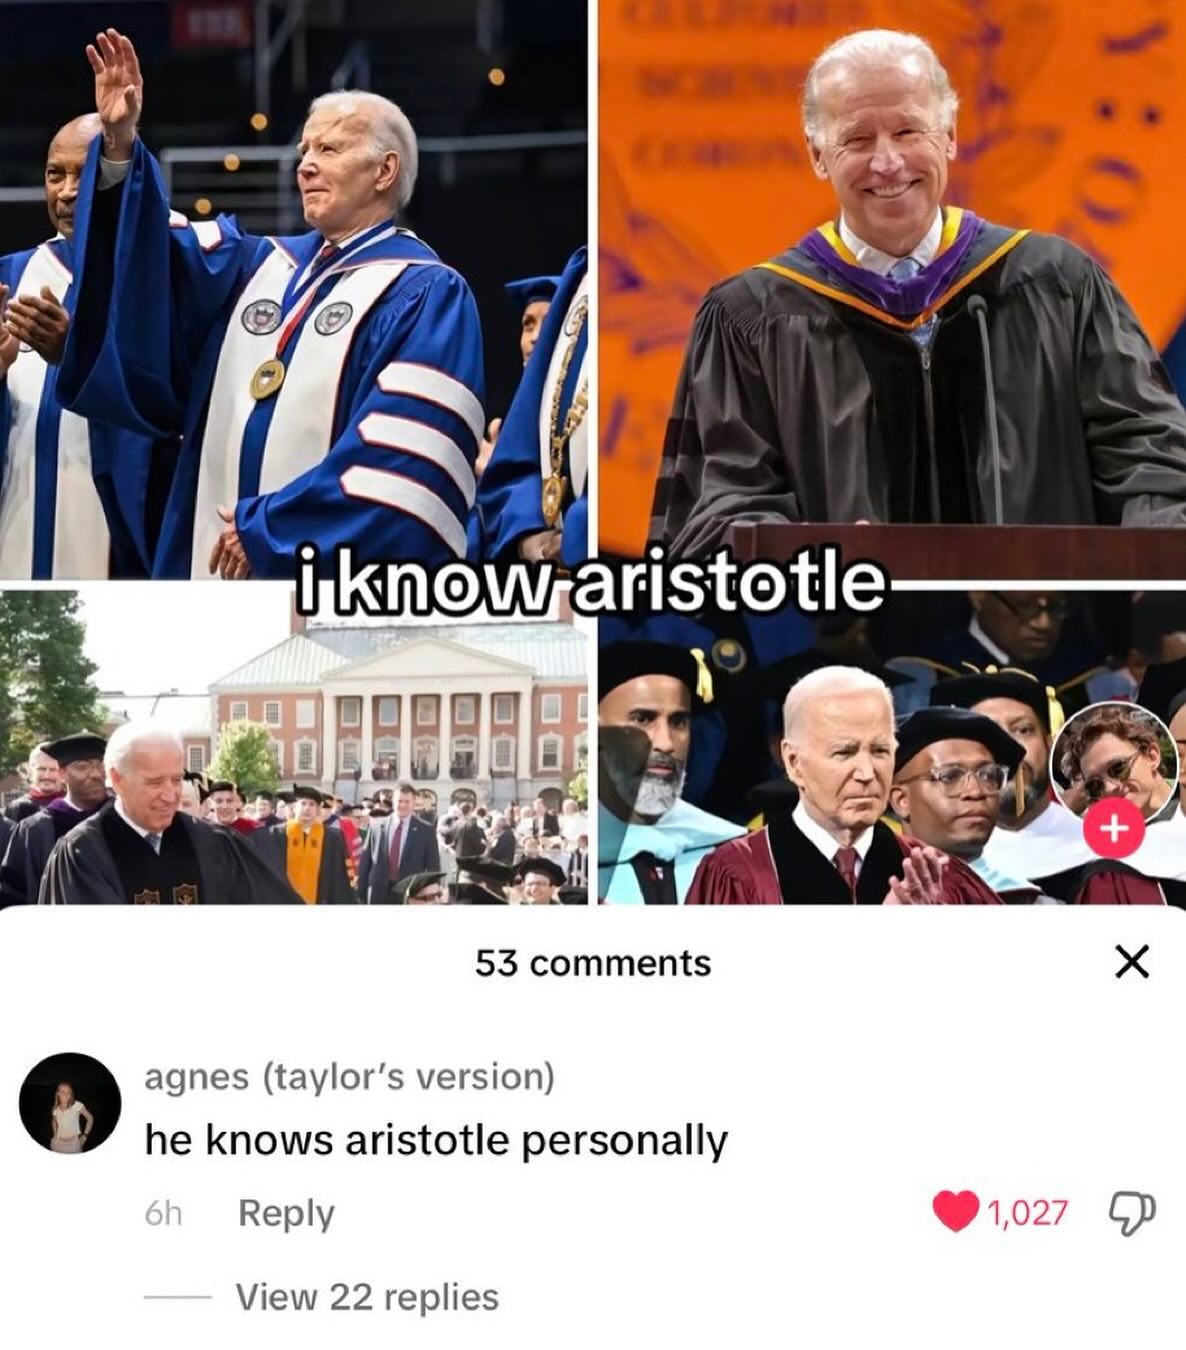 i know aristotle
53 comments
agnes (taylor's version)
he knows aristotle personally
6h Reply
1,027
View 22 replies